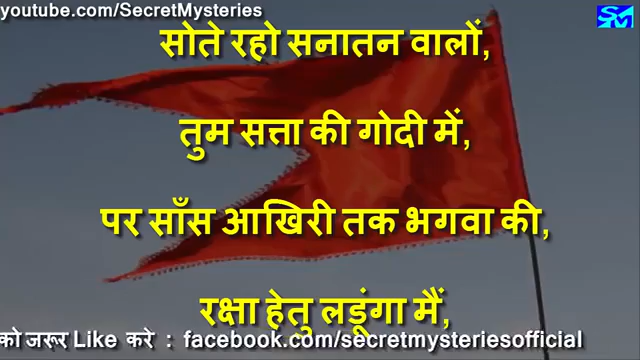 youtube.com/SecretMysteries
SM
सोते रहो सनातन वालों,
तुम सत्ता की गोदी में,
पर साँस आखिरी तक भगवा की,
रक्षा हेतु लडूंगा मैं,
को जरूर Like करे : facebook.com/secretmysteriesofficial